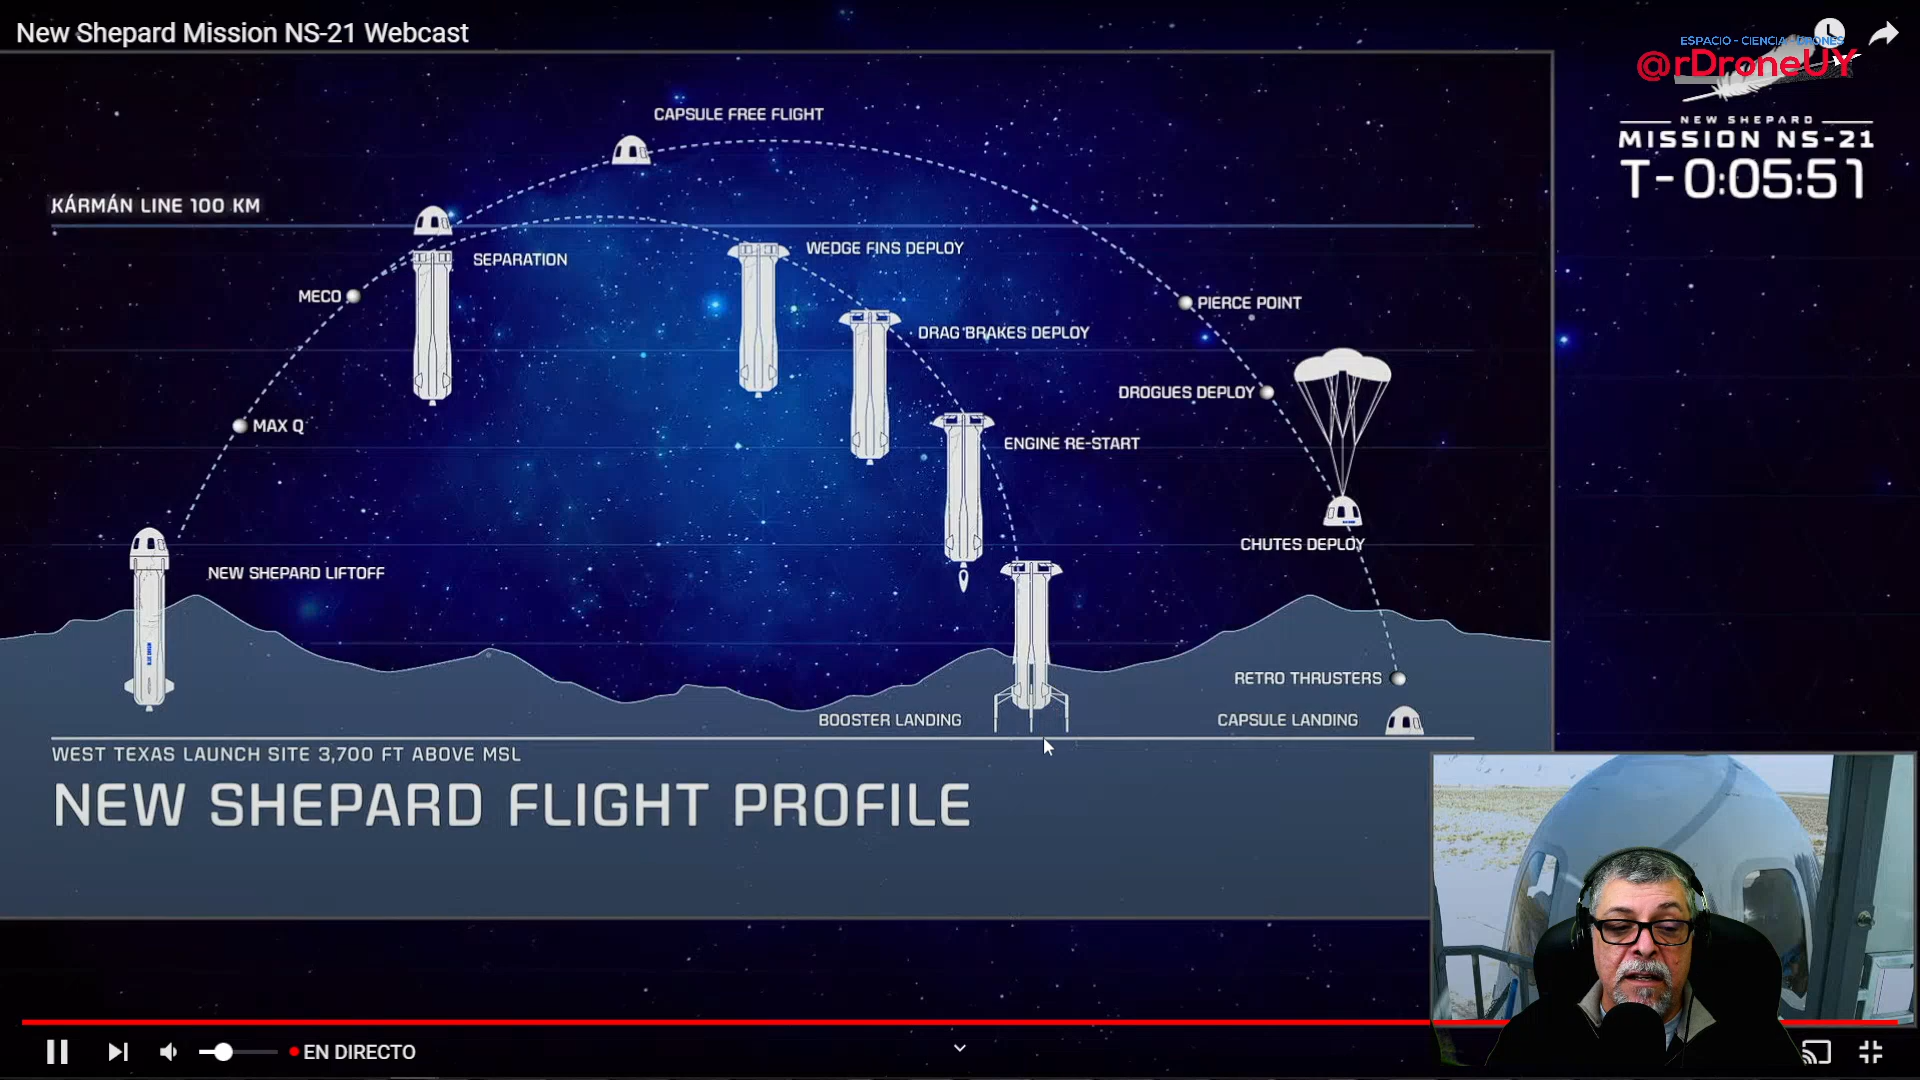 New Shepard Mission NS-21 Webcast
ESPACIO - CIENCIA - DRONES
@rDroneUY
NEW SHEPARD
MISSION NS-21
T-0:05:51
CAPSULE FREE FLIGHT
KÁRMÁN LINE 100 KM
SEPARATION
WEDGE FINS DEPLOY
MECO
PIERCE POINT
DRAG BRAKES DEPLOY
DROGUES DEPLOY
MAX Q
ENGINE RE-START
CHUTES DEPLOY
NEW SHEPARD LIFTOFF
RETRO THRUSTERS
BOOSTER LANDING
CAPSULE LANDING
WEST TEXAS LAUNCH SITE 3,700 FT ABOVE MSL
NEW SHEPARD FLIGHT PROFILE
EN DIRECTO